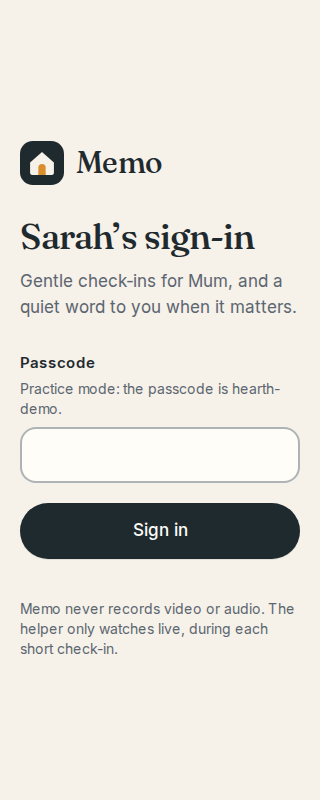 Memo
Sarah’s sign-in
Gentle check-ins for Mum, and a
quiet word to you when it matters.
Passcode
Practice mode: the passcode is hearth-
demo.
Sign in
Memo never records video or audio. The
helper only watches live, during each
short check-in.